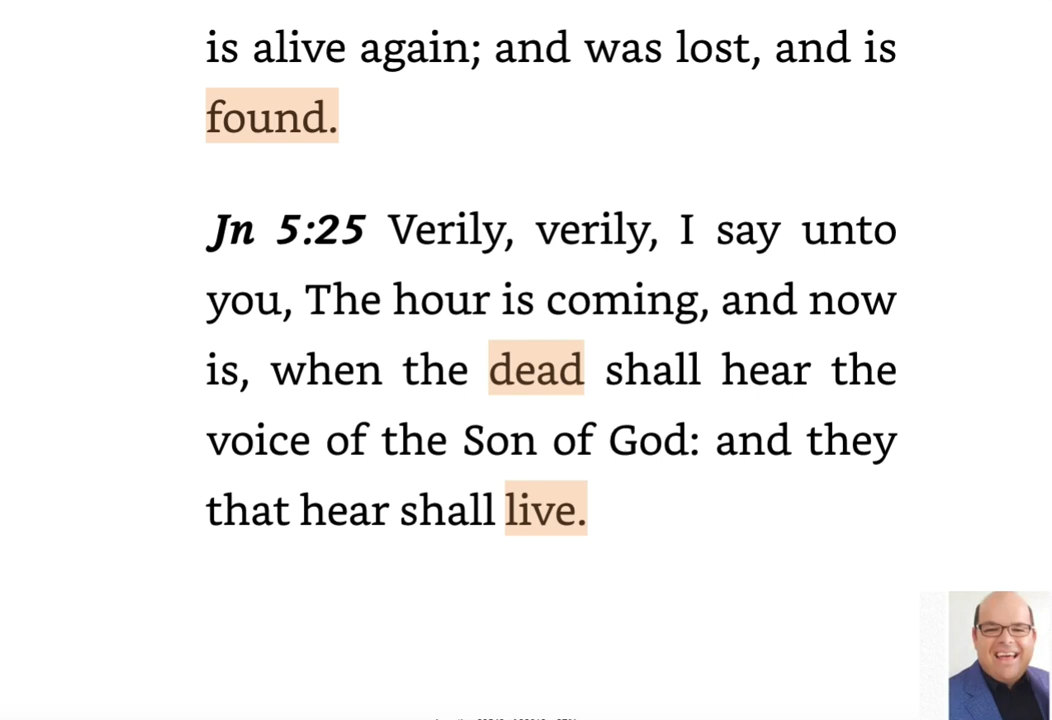 is alive again; and was lost, and is
found.
Jn 5:25 Verily, verily, I say unto
you, The hour is coming, and now
is, when the dead shall hear the
voice of the Son of God: and they
that hear shall live.